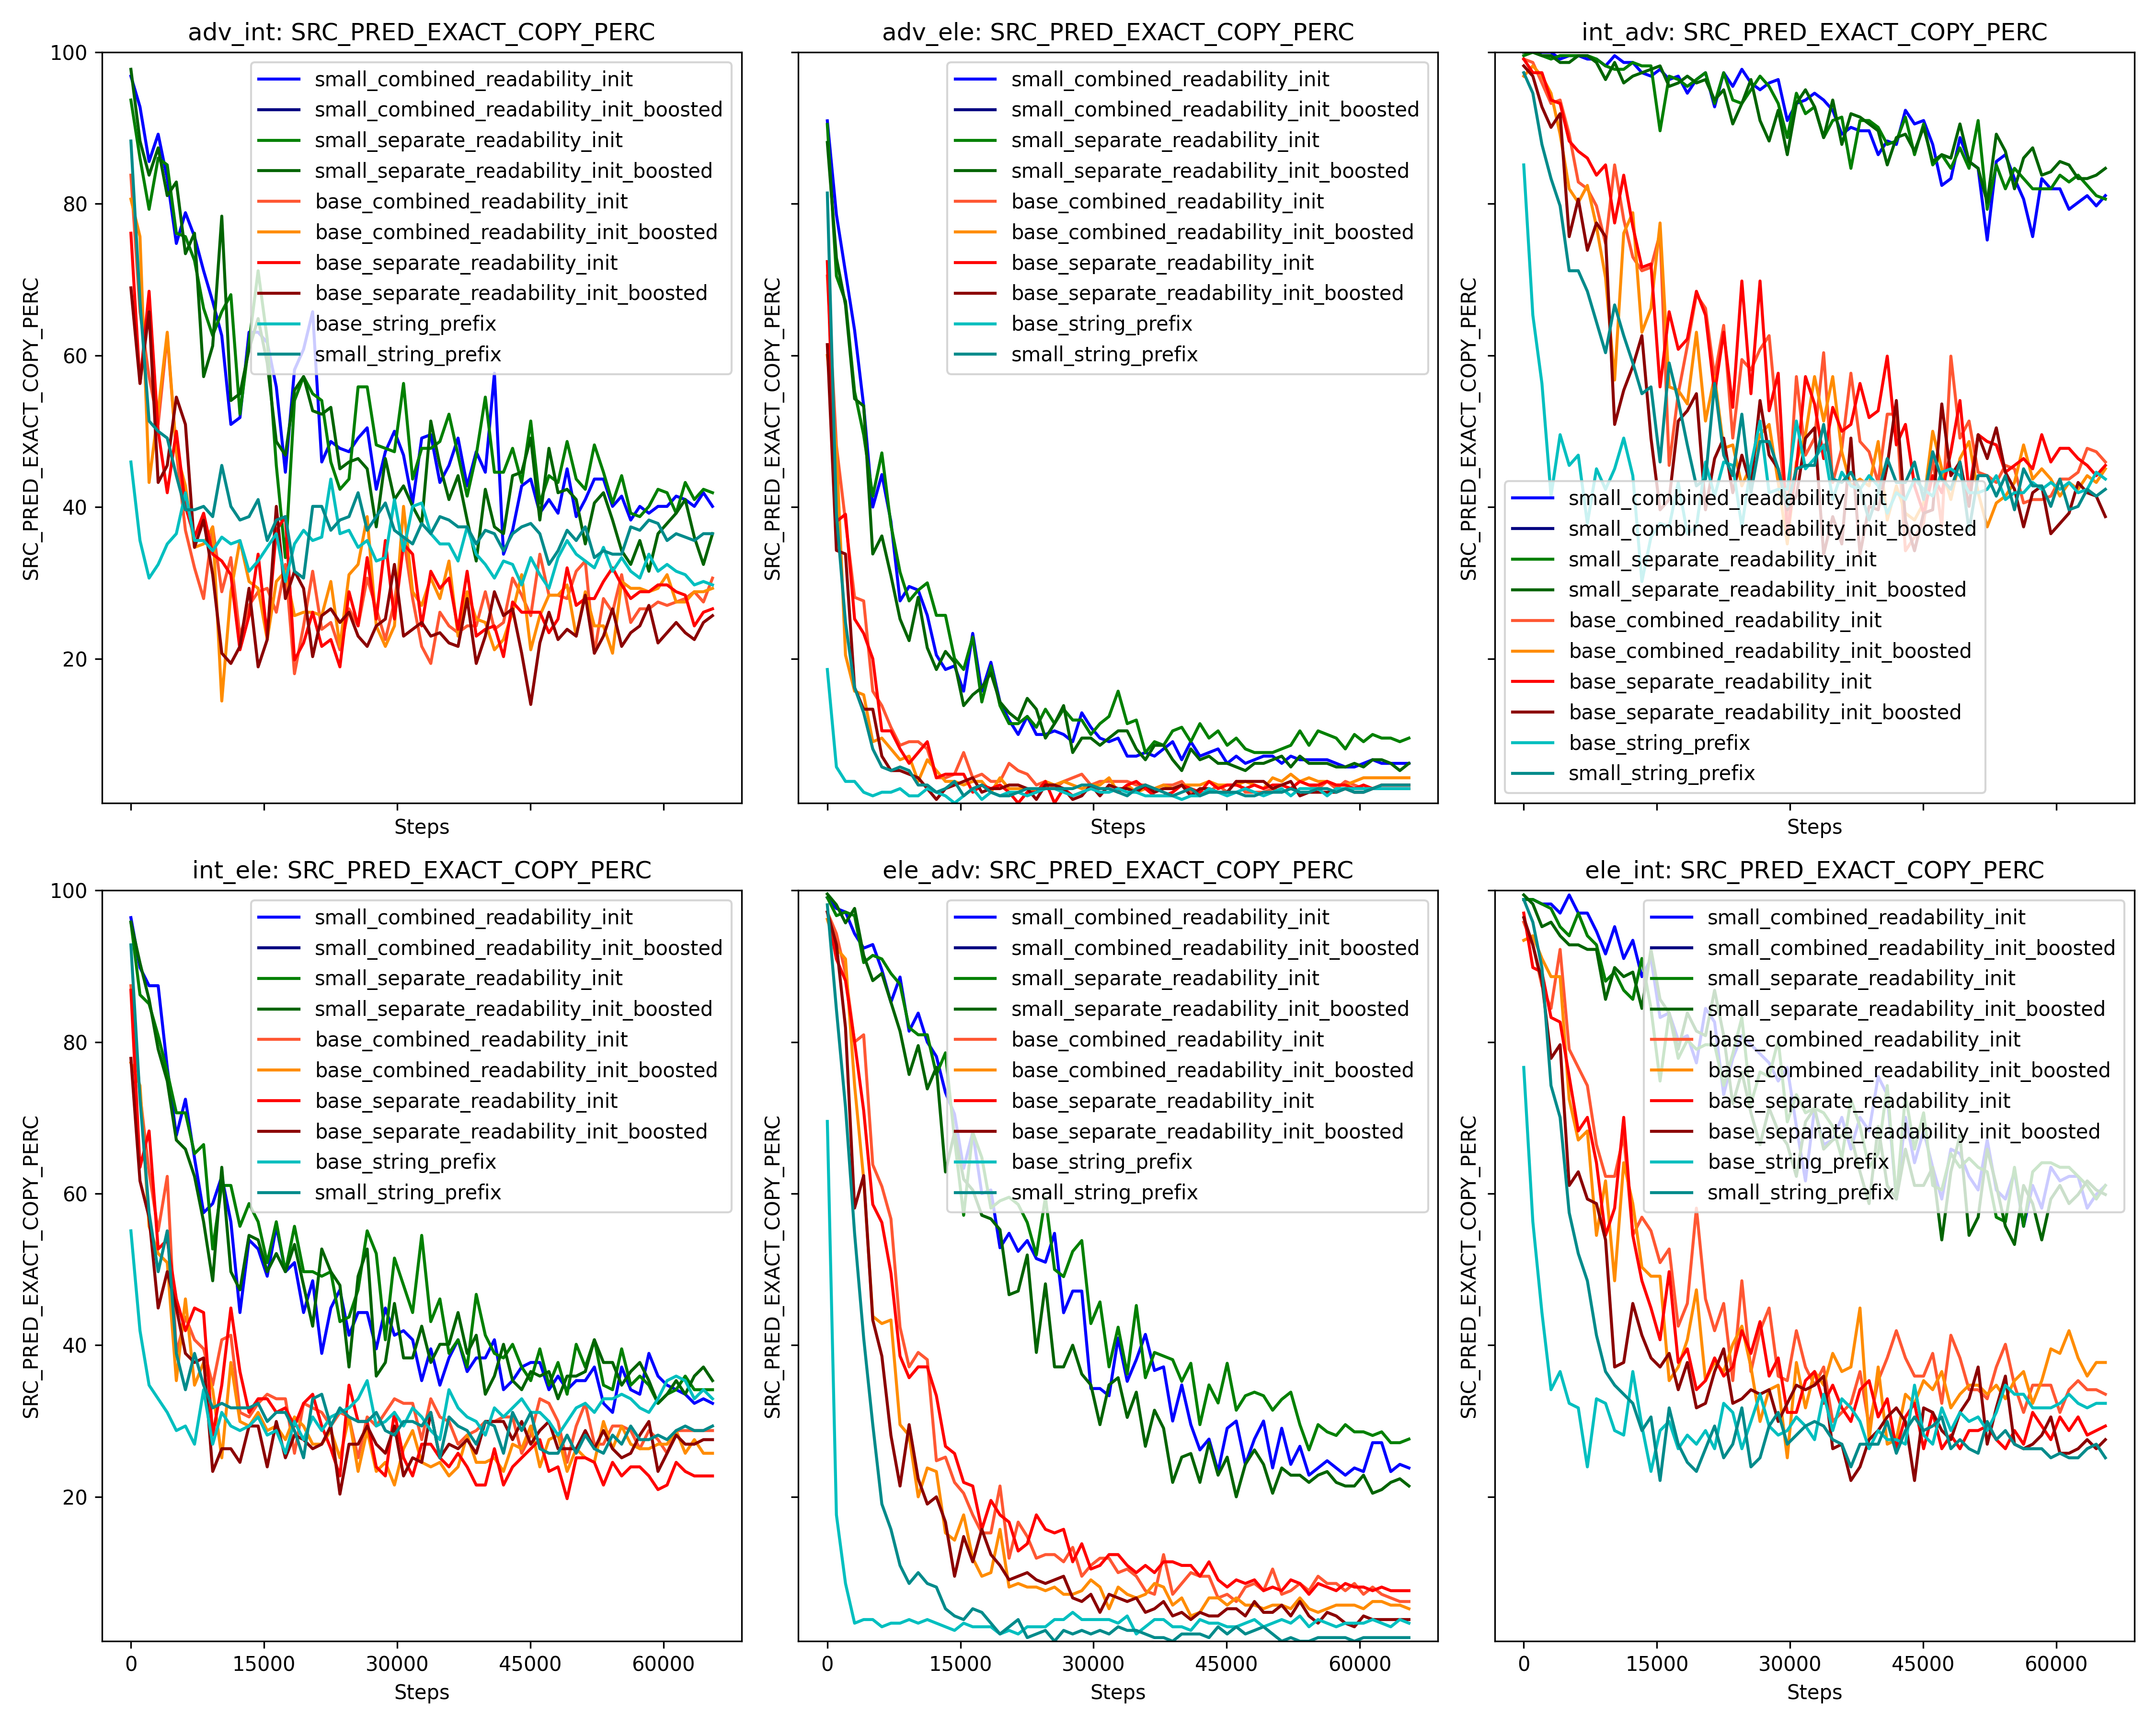 adv_int: SRC_PRED_EXACT_COPY_PERC
SRC_PRED_EXACT_COPY_PERC
100
80
60
40
20
small_combined_readability_init
small_combined_readability_init_boosted
small_separate_readability_init
small_separate_readability_init_boosted
base_combined_readability_init
base_combined_readability_init_boosted
base_separate_readability_init
base_separate_readability_init_boosted
base_string_prefix
small_string_prefix
Steps
adv_ele: SRC_PRED_EXACT_COPY_PERC
SRC_PRED_EXACT_COPY_PERC
small_combined_readability_init
small_combined_readability_init_boosted
small_separate_readability_init
small_separate_readability_init_boosted
base_combined_readability_init
base_combined_readability_init_boosted
base_separate_readability_init
base_separate_readability_init_boosted
base_string_prefix
small_string_prefix
Steps
int_adv: SRC_PRED_EXACT_COPY_PERC
SRC_PRED_EXACT_COPY_PERC
small_combined_readability_init
small_combined_readability_init_boosted
small_separate_readability_init
small_separate_readability_init_boosted
base_combined_readability_init
base_combined_readability_init_boosted
base_separate_readability_init
base_separate_readability_init_boosted
base_string_prefix
small_string_prefix
Steps
int_ele: SRC_PRED_EXACT_COPY_PERC
SRC_PRED_EXACT_COPY_PERC
100
80
60
40
20
small_combined_readability_init
small_combined_readability_init_boosted
small_separate_readability_init
small_separate_readability_init_boosted
base_combined_readability_init
base_combined_readability_init_boosted
base_separate_readability_init
base_separate_readability_init_boosted
base_string_prefix
small_string_prefix
0 15000 30000 45000 60000
Steps
ele_adv: SRC_PRED_EXACT_COPY_PERC
SRC_PRED_EXACT_COPY_PERC
small_combined_readability_init
small_combined_readability_init_boosted
small_separate_readability_init
small_separate_readability_init_boosted
base_combined_readability_init
base_combined_readability_init_boosted
base_separate_readability_init
base_separate_readability_init_boosted
base_string_prefix
small_string_prefix
0 15000 30000 45000 60000
Steps
ele_int: SRC_PRED_EXACT_COPY_PERC
SRC_PRED_EXACT_COPY_PERC
small_combined_readability_init
small_combined_readability_init_boosted
small_separate_readability_init
small_separate_readability_init_boosted
base_combined_readability_init
base_combined_readability_init_boosted
base_separate_readability_init
base_separate_readability_init_boosted
base_string_prefix
small_string_prefix
0 15000 30000 45000 60000
Steps